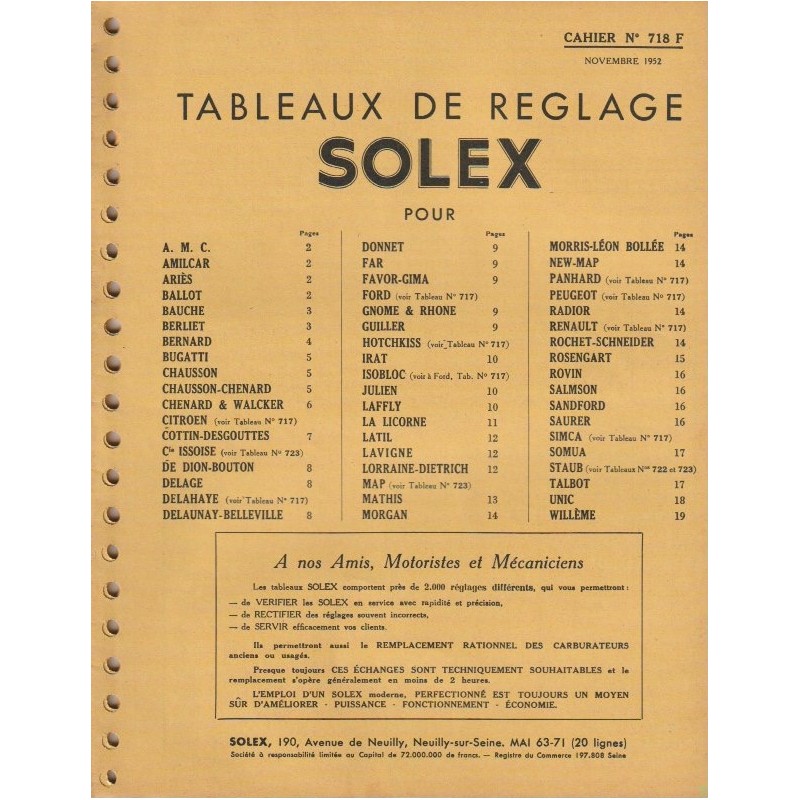 CAHIER N° 718 F
NOVEMBRE 1952
TABLEAUX DE REGLAGE
SOLEX
POUR
Pages
A. M. C. 2
AMILCAR 2
ARIÈS 2
BALLOT 2
BAUCHE 3
BERLIET 3
BERNARD 4
BUGATTI 5
CHAUSSON 5
CHAUSSON-CHENARD 5
CHENARD & WALCKER 6
CITROEN (voir Tableau N° 717)
COTTIN-DESGOUTTES 7
Cie ISSOISE (voir Tableau N° 723)
DE DION-BOUTON 8
DELAGE 8
DELAHAYE (voir Tableau N° 717)
DELAUNAY-BELLEVILLE 8
Pages
DONNET 9
FAR 9
FAVOR-GIMA 9
FORD (voir Tableau N° 717)
GNOME & RHONE 9
GUILLER 9
HOTCHKISS (voir Tableau N° 717)
IRAT 10
ISOBLOC (voir à Ford, Tab. N° 717)
JULIEN 10
LAFFLY 10
LA LICORNE 11
LATIL 12
LAVIGNE 12
LORRAINE-DIETRICH 12
MAP (voir Tableau N° 723)
MATHIS 13
MORGAN 14
Pages
MORRIS-LÉON BOLLÉE 14
NEW-MAP 14
PANHARD (voir Tableau N° 717)
PEUGEOT (voir Tableau N° 717)
RADIOR 14
RENAULT (voir Tableau N° 717)
ROCHET-SCHNEIDER 14
ROSENGART 15
ROVIN 16
SALMSON 16
SANDFORD 16
SAURER 16
SIMCA (voir Tableau N° 717)
SOMUA 17
STAUB (voir Tableaux Nos 722 et 723)
TALBOT 17
UNIC 18
WILLÈME 19
A nos Amis, Motoristes et Mécaniciens
Les tableaux SOLEX comportent près de 2.000 réglages différents, qui vous permettront :
— de VERIFIER les SOLEX en service avec rapidité et précision,
— de RECTIFIER des réglages souvent incorrects,
— de SERVIR efficacement vos clients.
Ils permettront aussi le REMPLACEMENT RATIONNEL DES CARBURATEURS
anciens ou usagés.
Presque toujours CES ÉCHANGES SONT TECHNIQUEMENT SOUHAITABLES et le
remplacement s'opère généralement en moins de 2 heures.
L'EMPLOI D'UN SOLEX moderne, PERFECTIONNÉ EST TOUJOURS UN MOYEN
SÛR D'AMÉLIORER - PUISSANCE - FONCTIONNEMENT - ÉCONOMIE.
SOLEX, 190, Avenue de Neuilly, Neuilly-sur-Seine. MAI 63-71 (20 lignes)
Société à responsabilité limitée au Capital de 72.000.000 de francs. — Registre du Commerce 197.808 Seine